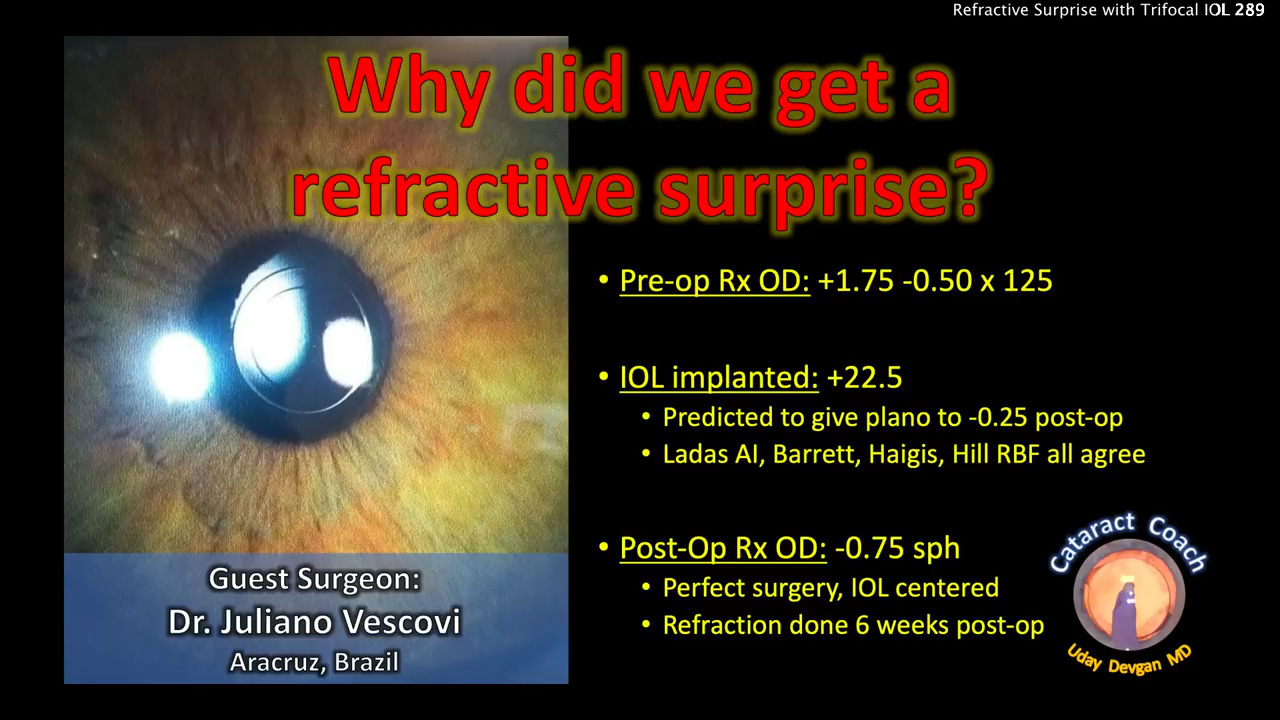 Refractive Surprise with Trifocal IOL 289
Why did we get a
refractive surprise?
• Pre-op Rx OD: +1.75 -0.50 x 125
• IOL implanted: +22.5
• Predicted to give plano to -0.25 post-op
• Ladas AI, Barrett, Haigis, Hill RBF all agree
• Post-Op Rx OD: -0.75 sph
• Perfect surgery, IOL centered
• Refraction done 6 weeks post-op
Guest Surgeon:
Dr. Juliano Vescovi
Aracruz, Brazil
Cataract Coach
Uday Devgan MD